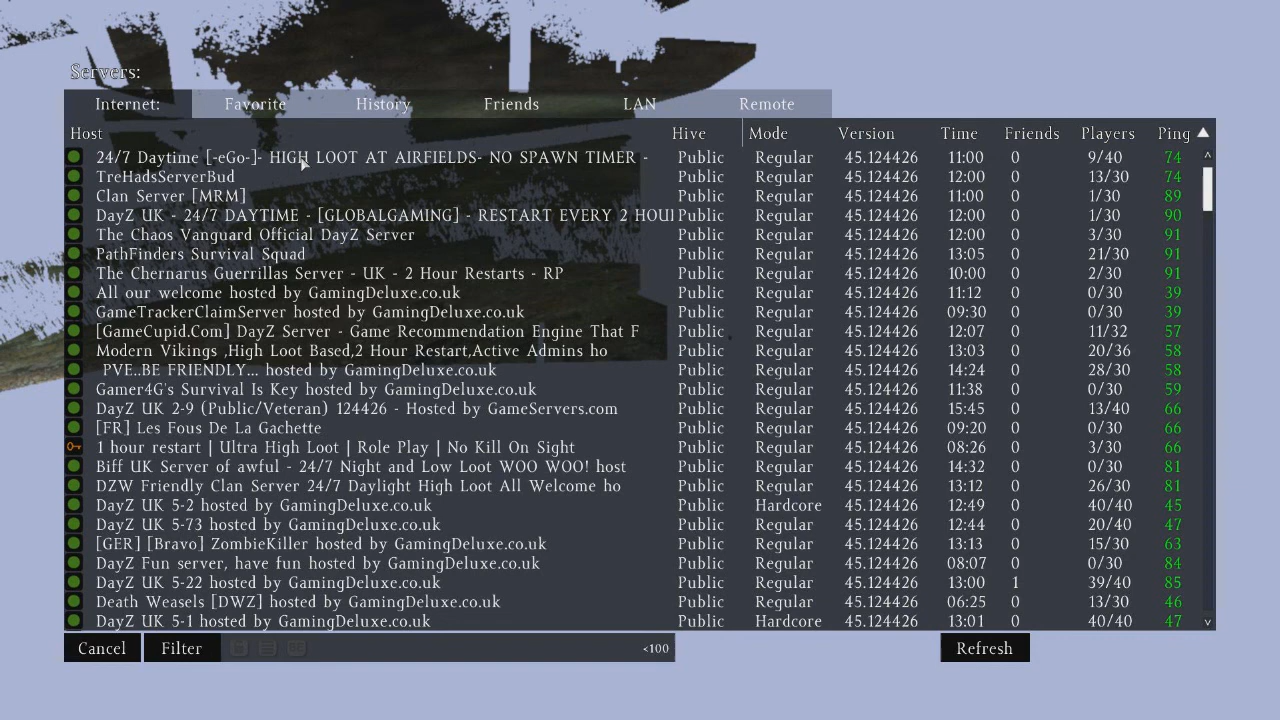 Servers:
Internet: Favorite History Friends LAN Remote
Host Hive Mode Version Time Friends Players Ping
24/7 Daytime [-eGo-]- HIGH LOOT AT AIRFIELDS- NO SPAWN TIMER - Public Regular 45.124426 11:00 0 9/40 74
TreHadsServerBud Public Regular 45.124426 12:00 0 13/30 74
Clan Server [MRM] Public Regular 45.124426 11:00 0 1/30 89
DayZ UK - 24/7 DAYTIME - [GLOBALGAMING] - RESTART EVERY 2 HOUI Public Regular 45.124426 12:00 0 1/30 90
The Chaos Vanguard Official DayZ Server Public Regular 45.124426 12:00 0 3/30 91
PathFinders Survival Squad Public Regular 45.124426 13:05 0 21/30 91
The Chernarus Guerrillas Server - UK - 2 Hour Restarts - RP Public Regular 45.124426 10:00 0 2/30 91
All our welcome hosted by GamingDeluxe.co.uk Public Regular 45.124426 11:12 0 0/30 39
GameTrackerClaimServer hosted by GamingDeluxe.co.uk Public Regular 45.124426 09:30 0 0/30 39
[GameCupid.Com] DayZ Server - Game Recommendation Engine That F Public Regular 45.124426 12:07 0 11/32 57
Modern Vikings ,High Loot Based,2 Hour Restart,Active Admins ho Public Regular 45.124426 13:03 0 20/36 58
PVE..BE FRIENDLY... hosted by GamingDeluxe.co.uk Public Regular 45.124426 14:24 0 28/30 58
Gamer4G's Survival Is Key hosted by GamingDeluxe.co.uk Public Regular 45.124426 11:38 0 0/30 59
DayZ UK 2-9 (Public/Veteran) 124426 - Hosted by GameServers.com Public Regular 45.124426 15:45 0 13/40 66
[FR] Les Fous De La Gachette Public Regular 45.124426 09:20 0 0/30 66
1 hour restart | Ultra High Loot | Role Play | No Kill On Sight Public Regular 45.124426 08:26 0 3/30 66
Biff UK Server of awful - 24/7 Night and Low Loot WOO WOO! host Public Regular 45.124426 14:32 0 0/30 81
DZW Friendly Clan Server 24/7 Daylight High Loot All Welcome ho Public Regular 45.124426 13:12 0 26/30 81
DayZ UK 5-2 hosted by GamingDeluxe.co.uk Public Hardcore 45.124426 12:49 0 40/40 45
DayZ UK 5-73 hosted by GamingDeluxe.co.uk Public Regular 45.124426 12:44 0 20/40 47
[GER] [Bravo] ZombieKiller hosted by GamingDeluxe.co.uk Public Regular 45.124426 13:13 0 15/30 63
DayZ Fun server, have fun hosted by GamingDeluxe.co.uk Public Regular 45.124426 08:07 0 0/30 84
DayZ UK 5-22 hosted by GamingDeluxe.co.uk Public Regular 45.124426 13:00 1 39/40 85
Death Weasels [DWZ] hosted by GamingDeluxe.co.uk Public Regular 45.124426 06:25 0 13/30 46
DayZ UK 5-1 hosted by GamingDeluxe.co.uk Public Hardcore 45.124426 13:01 0 40/40 47
Cancel Filter <100 Refresh